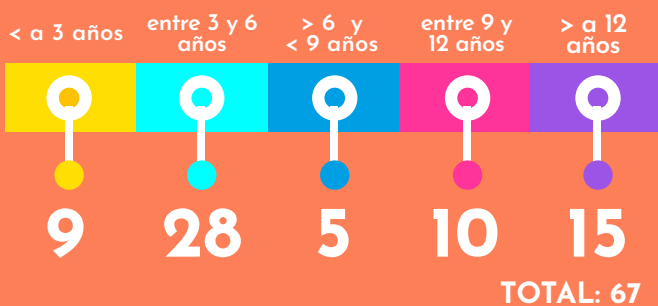 < a 3 años
entre 3 y 6
años
> 6 y
< 9 años
entre 9 y
12 años
> a 12
años
9
28
5
10
15
TOTAL: 67